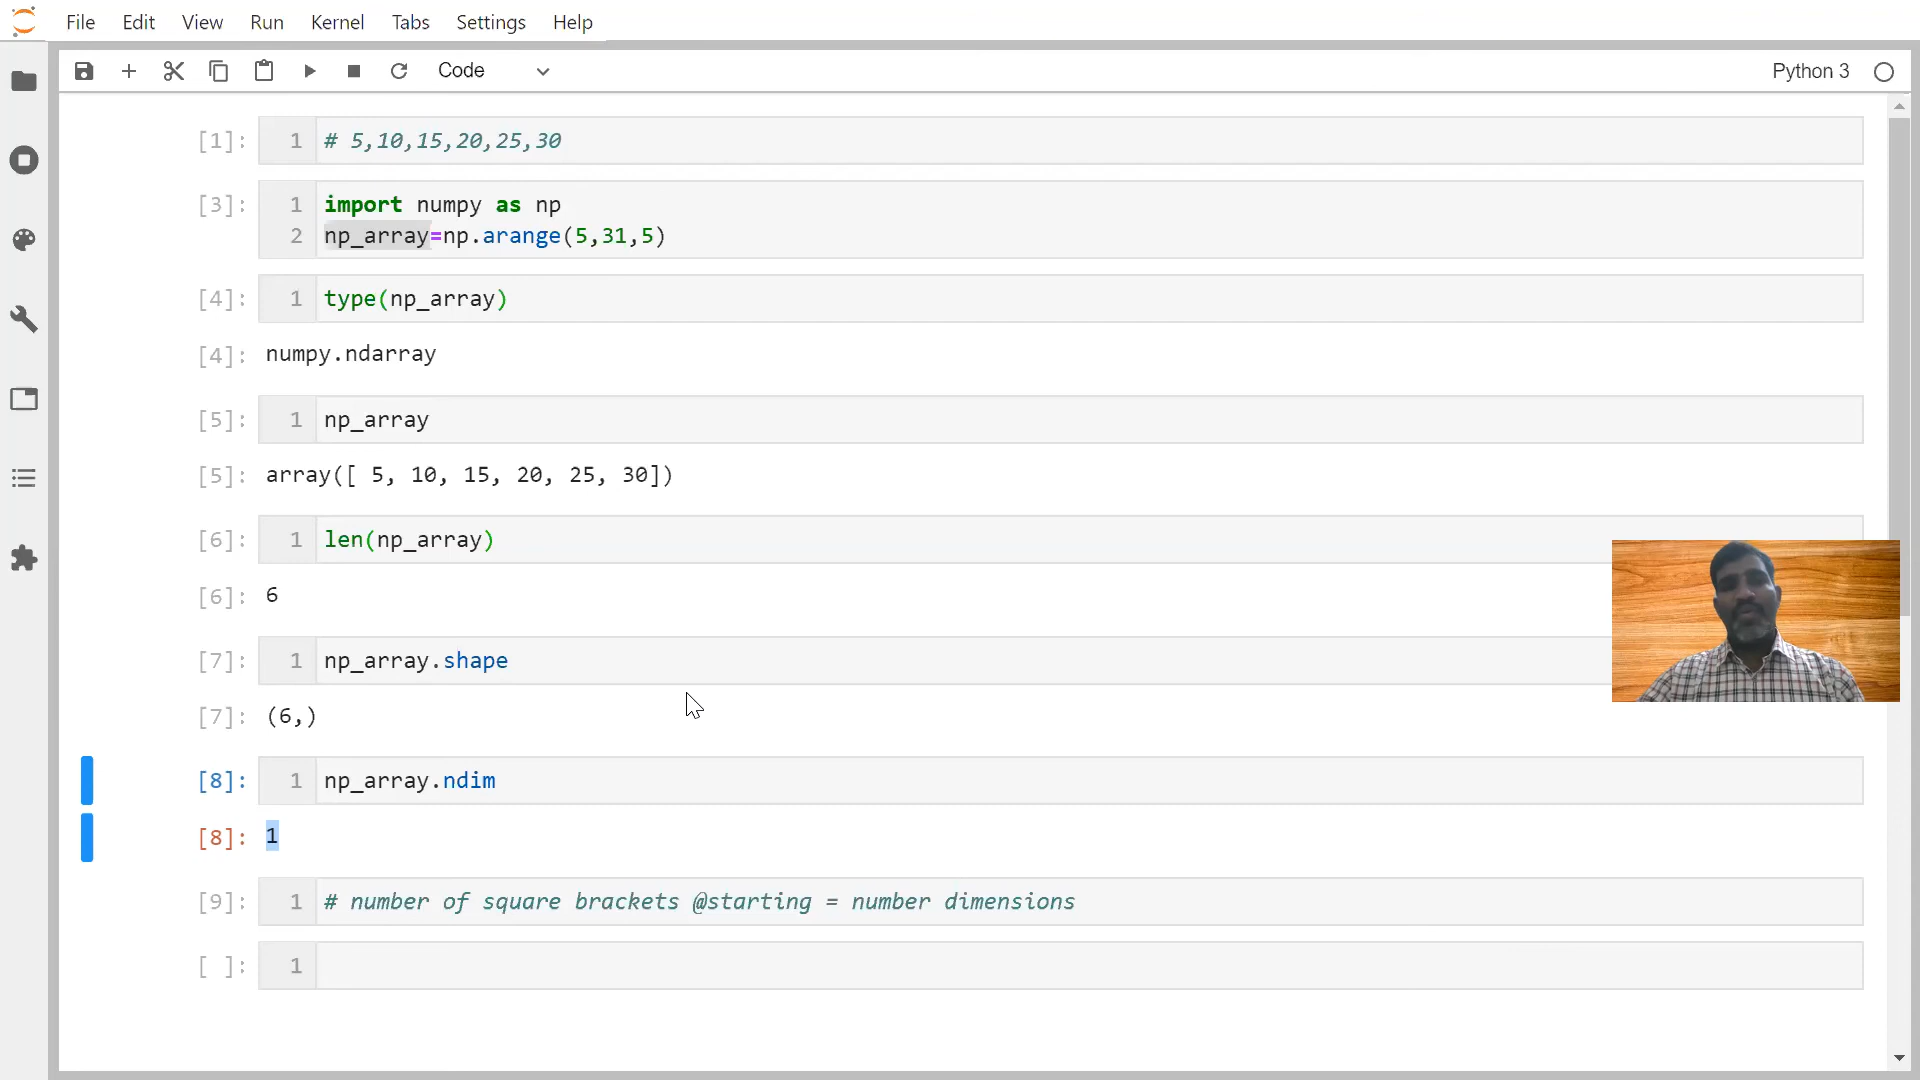 File Edit View Run Kernel Tabs Settings Help
Code Python 3
[1]: 1 # 5,10,15,20,25,30
[3]: 1 import numpy as np
2 np_array=np.arange(5,31,5)
[4]: 1 type(np_array)
[4]: numpy.ndarray
[5]: 1 np_array
[5]: array([ 5, 10, 15, 20, 25, 30])
[6]: 1 len(np_array)
[6]: 6
[7]: 1 np_array.shape
[7]: (6,)
[8]: 1 np_array.ndim
[8]: 1
[9]: 1 # number of square brackets @starting = number dimensions
[ ]: 1